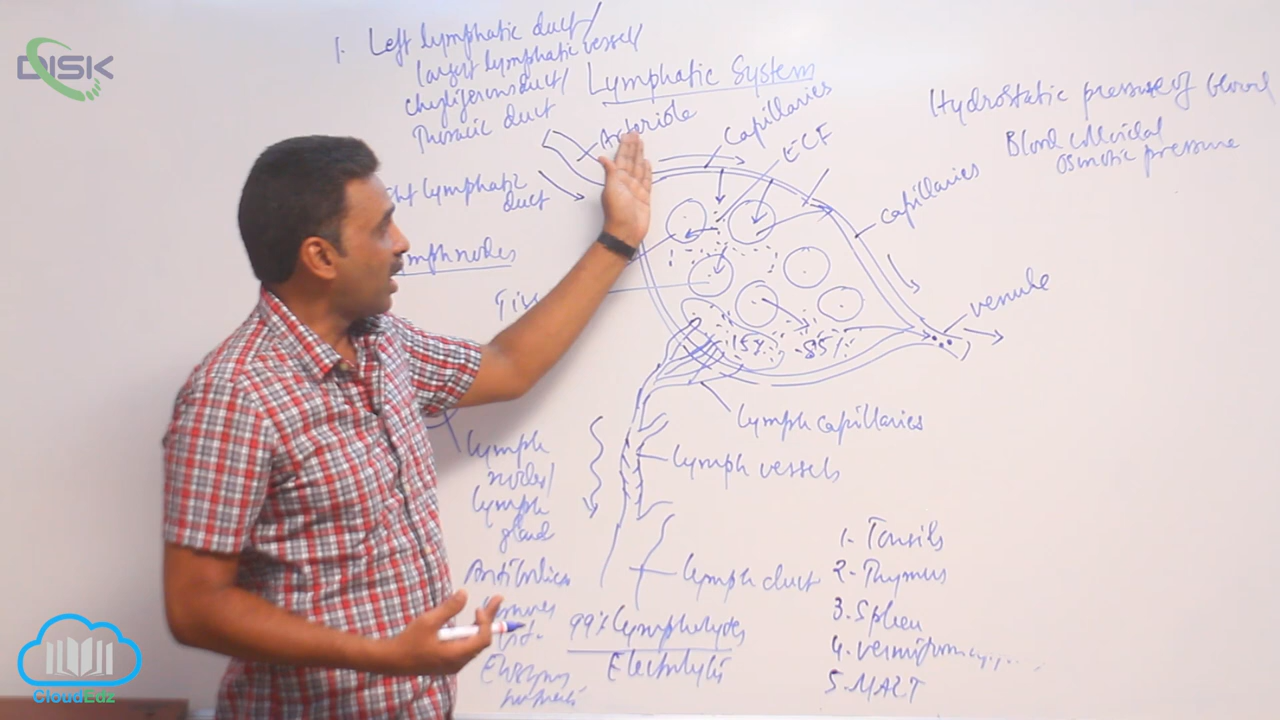 DISK
1. Left lymphatic duct/
largest lymphatic vessel/
chyliferous duct/
Thoracic duct
Lymphatic System
Arteriole
capillaries
ECF
Hydrostatic pressure of blood
Blood colloidal
osmotic pressure
capillaries
lymphatic
duct
venule
15%
85%
lymph capillaries
lymph vessels
lymph
nodes/
lymph
gland
lymph duct
Antibodies
99% lymphocytes
Electrolytes
1. Tonsils
2. Thymus
3. Spleen
4. vermiform
5. MALT
CloudEdz